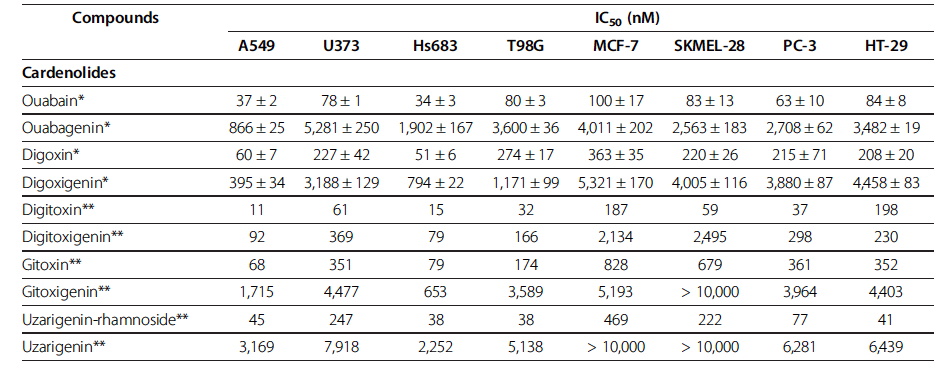 Compounds IC50 (nM)
A549 U373 Hs683 T98G MCF-7 SKMEL-28 PC-3 HT-29
Cardenolides
Ouabain* 37 ± 2 78 ± 1 34 ± 3 80 ± 3 100 ± 17 83 ± 13 63 ± 10 84 ± 8
Ouabagenin* 866 ± 25 5,281 ± 250 1,902 ± 167 3,600 ± 36 4,011 ± 202 2,563 ± 183 2,708 ± 62 3,482 ± 19
Digoxin* 60 ± 7 227 ± 42 51 ± 6 274 ± 17 363 ± 35 220 ± 26 215 ± 71 208 ± 20
Digoxigenin* 395 ± 34 3,188 ± 129 794 ± 22 1,171 ± 99 5,321 ± 170 4,005 ± 116 3,880 ± 87 4,458 ± 83
Digitoxin** 11 61 15 32 187 59 37 198
Digitoxigenin** 92 369 79 166 2,134 2,495 298 230
Gitoxin** 68 351 79 174 828 679 361 352
Gitoxigenin** 1,715 4,477 653 3,589 5,193 > 10,000 3,964 4,403
Uzarigenin-rhamnoside** 45 247 38 38 469 222 77 41
Uzarigenin** 3,169 7,918 2,252 5,138 > 10,000 > 10,000 6,281 6,439